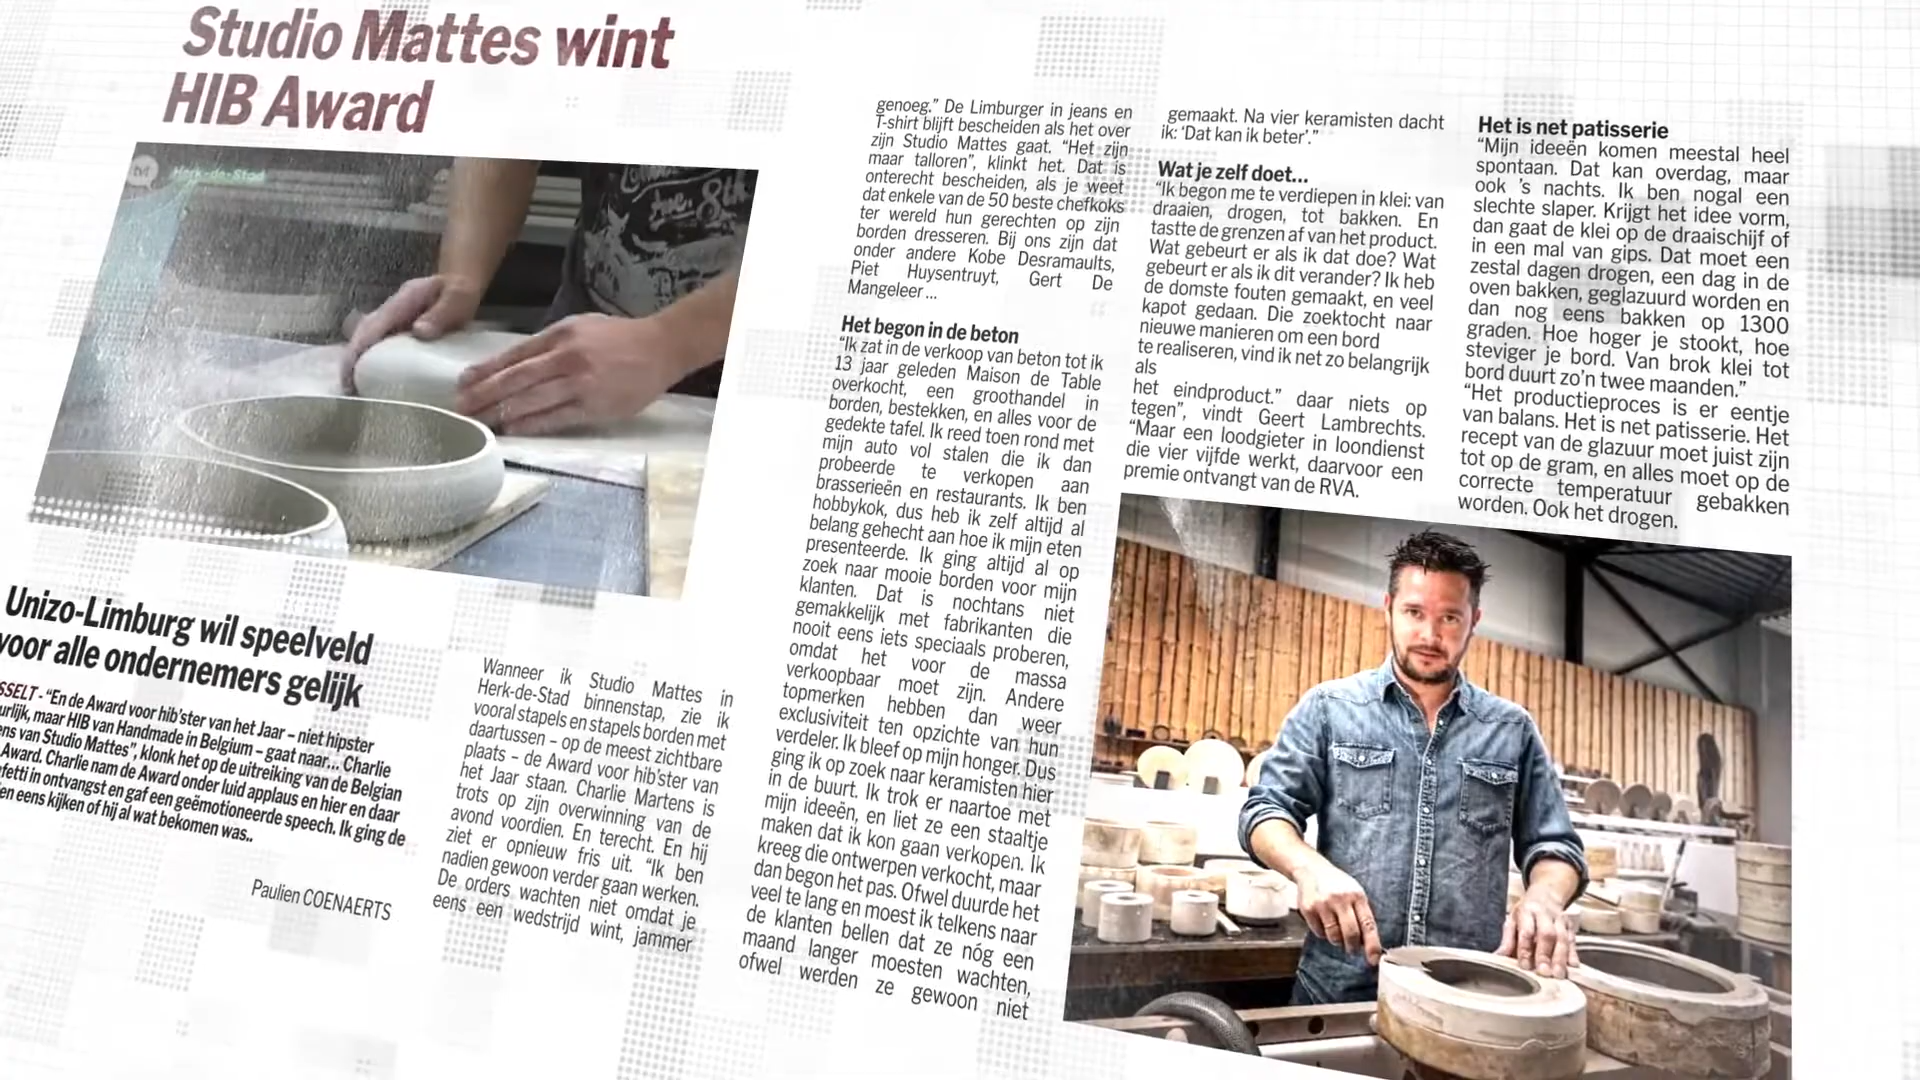 Studio Mattes wint
HIB Award
tvl
Herk-de-Stad
Unizo-Limburg wil speelveld
voor alle ondernemers gelijk
SSELT - “En de Award voor hib’ster van het Jaar – niet hipster
urlijk, maar HIB van Handmade in Belgium – gaat naar... Charlie
ns van Studio Mattes”, klonk het op de uitreiking van de Belgian
Award. Charlie nam de Award onder luid applaus en hier en daar
fetti in ontvangst en gaf een geëmotioneerde speech. Ik ging de
en eens kijken of hij al wat bekomen was..
Paulien COENAERTS
Wanneer ik Studio Mattes in
Herk-de-Stad binnenstap, zie ik
vooral stapels en stapels borden met
daartussen – op de meest zichtbare
plaats – de Award voor hib’ster van
het Jaar staan. Charlie Martens is
trots op zijn overwinning van de
avond voordien. En terecht. En hij
ziet er opnieuw fris uit. “Ik ben
nadien gewoon verder gaan werken.
De orders wachten niet omdat je
eens een wedstrijd wint, jammer
genoeg.” De Limburger in jeans en
T-shirt blijft bescheiden als het over
zijn Studio Mattes gaat. “Het zijn
maar talloren”, klinkt het. Dat is
onterecht bescheiden, als je weet
dat enkele van de 50 beste chefkoks
ter wereld hun gerechten op zijn
borden dresseren. Bij ons zijn dat
onder andere Kobe Desramaults,
Piet Huysentruyt, Gert De
Mangeleer ...
Het begon in de beton
“Ik zat in de verkoop van beton tot ik
13 jaar geleden Maison de Table
overkocht, een groothandel in
borden, bestekken, en alles voor de
gedekte tafel. Ik reed toen rond met
mijn auto vol stalen die ik dan
probeerde te verkopen aan
brasserieën en restaurants. Ik ben
hobbykok, dus heb ik zelf altijd al
belang gehecht aan hoe ik mijn eten
presenteerde. Ik ging altijd al op
zoek naar mooie borden voor mijn
klanten. Dat is nochtans niet
gemakkelijk met fabrikanten die
nooit eens iets speciaals proberen,
omdat het voor de massa
verkoopbaar moet zijn. Andere
topmerken hebben dan weer
exclusiviteit ten opzichte van hun
verdeler. Ik bleef op mijn honger. Dus
ging ik op zoek naar keramisten hier
in de buurt. Ik trok er naartoe met
mijn ideeën, en liet ze een staaltje
maken dat ik kon gaan verkopen. Ik
kreeg die ontwerpen verkocht, maar
dan begon het pas. Ofwel duurde het
veel te lang en moest ik telkens naar
de klanten bellen dat ze nóg een
maand langer moesten wachten,
ofwel werden ze gewoon niet
gemaakt. Na vier keramisten dacht
ik: ‘Dat kan ik beter’.”
Wat je zelf doet...
“Ik begon me te verdiepen in klei: van
draaien, drogen, tot bakken. En
tastte de grenzen af van het product.
Wat gebeurt er als ik dat doe? Wat
gebeurt er als ik dit verander? Ik heb
de domste fouten gemaakt, en veel
kapot gedaan. Die zoektocht naar
nieuwe manieren om een bord
te realiseren, vind ik net zo belangrijk
als
het eindproduct.” daar niets op
tegen”, vindt Geert Lambrechts.
“Maar een loodgieter in loondienst
die vier vijfde werkt, daarvoor een
premie ontvangt van de RVA.
Het is net patisserie
“Mijn ideeën komen meestal heel
spontaan. Dat kan overdag, maar
ook ’s nachts. Ik ben nogal een
slechte slaper. Krijgt het idee vorm,
dan gaat de klei op de draaischijf of
in een mal van gips. Dat moet een
zestal dagen drogen, een dag in de
oven bakken, geglazuurd worden en
dan nog eens bakken op 1300
graden. Hoe hoger je stookt, hoe
steviger je bord. Van brok klei tot
bord duurt zo’n twee maanden.”
“Het productieproces is er eentje
van balans. Het is net patisserie. Het
recept van de glazuur moet juist zijn
tot op de gram, en alles moet op de
correcte temperatuur gebakken
worden. Ook het drogen.